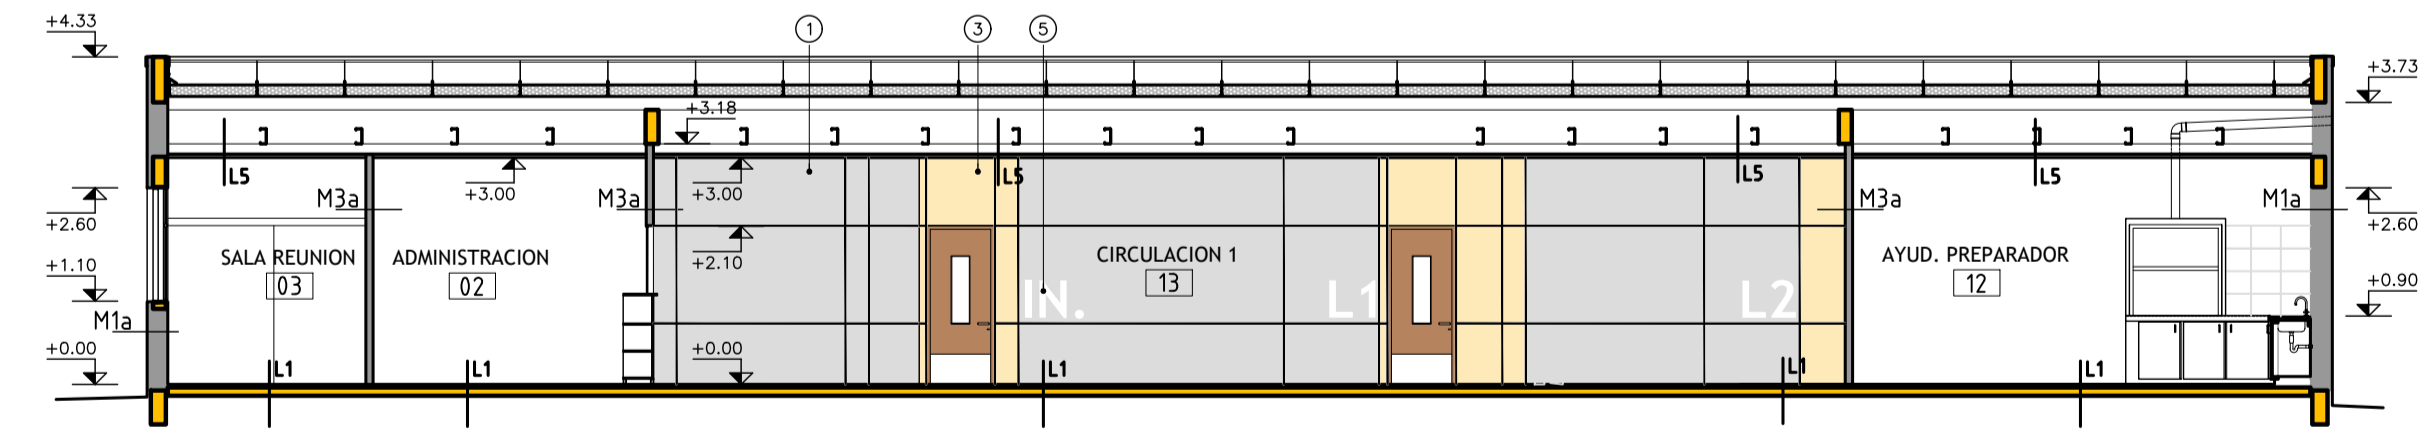 +4.33
1
3
5
+3.73
+3.18
L5
M3a
+3.00
M3a
+3.00
L5
L5
M3a
L5
M1a
+2.60
+2.60
SALA REUNION
03
ADMINISTRACION
02
+2.10
CIRCULACION 1
13
AYUD. PREPARADOR
12
+1.10
+0.90
IN.
L1
L2
M1a
+0.00
+0.00
L1
L1
L1
L1
L1